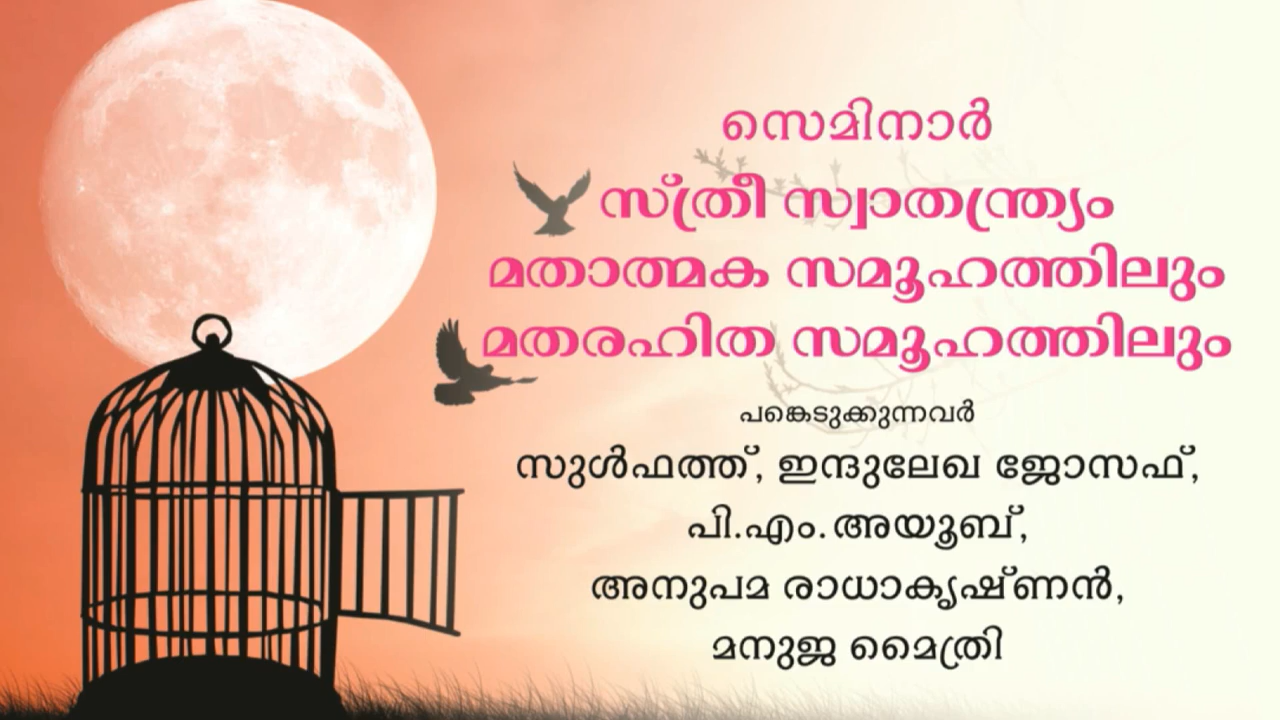 സെമിനാർ
സ്ത്രീ സ്വാതന്ത്ര്യം
മതാത്മക സമൂഹത്തിലും
മതരഹിത സമൂഹത്തിലും
പങ്കെടുക്കുന്നവർ
സുൾഫത്ത്, ഇന്ദുലേഖ ജോസഫ്,
പി.എം.അയൂബ്,
അനുപമ രാധാകൃഷ്ണൻ,
മനുജ മൈത്രി